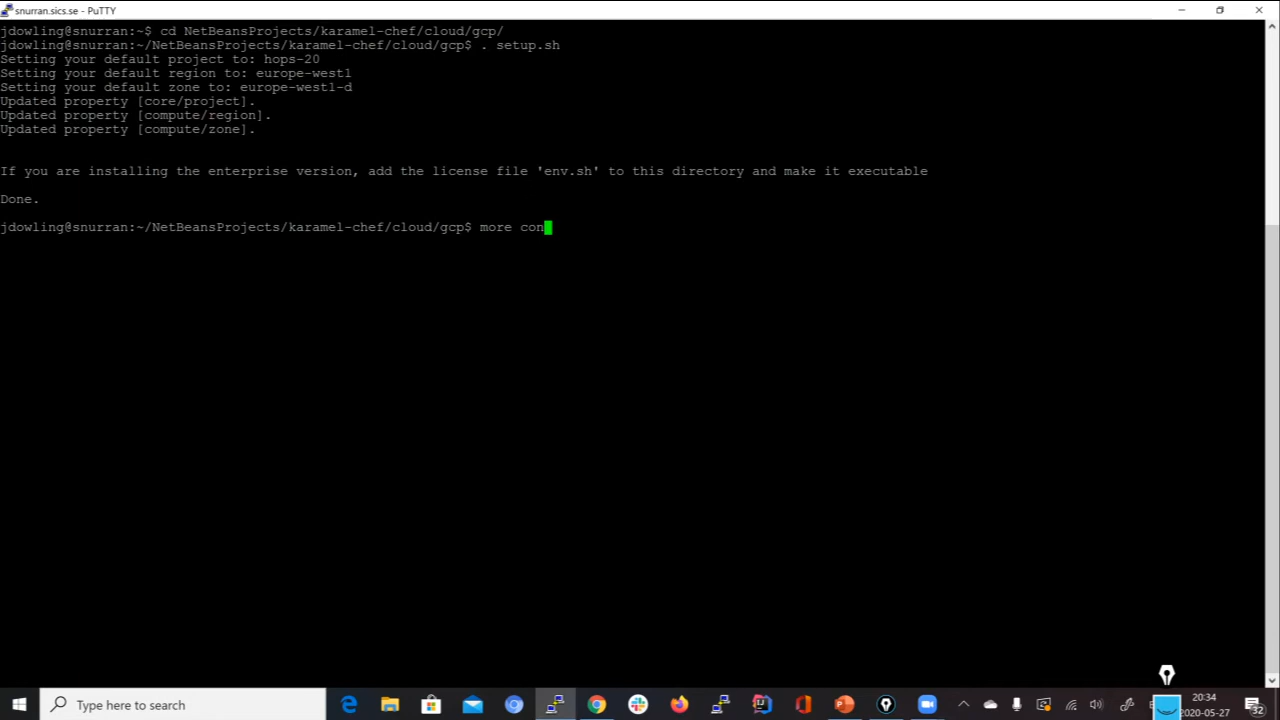 snurran.sics.se - PuTTY
jdowling@snurran:~$ cd NetBeansProjects/karamel-chef/cloud/gcp/
jdowling@snurran:~/NetBeansProjects/karamel-chef/cloud/gcp$ . setup.sh
Setting your default project to: hops-20
Setting your default region to: europe-west1
Setting your default zone to: europe-west1-d
Updated property [core/project].
Updated property [compute/region].
Updated property [compute/zone].
If you are installing the enterprise version, add the license file 'env.sh' to this directory and make it executable
Done.
jdowling@snurran:~/NetBeansProjects/karamel-chef/cloud/gcp$ more con
Type here to search
20:34
2020-05-27
32